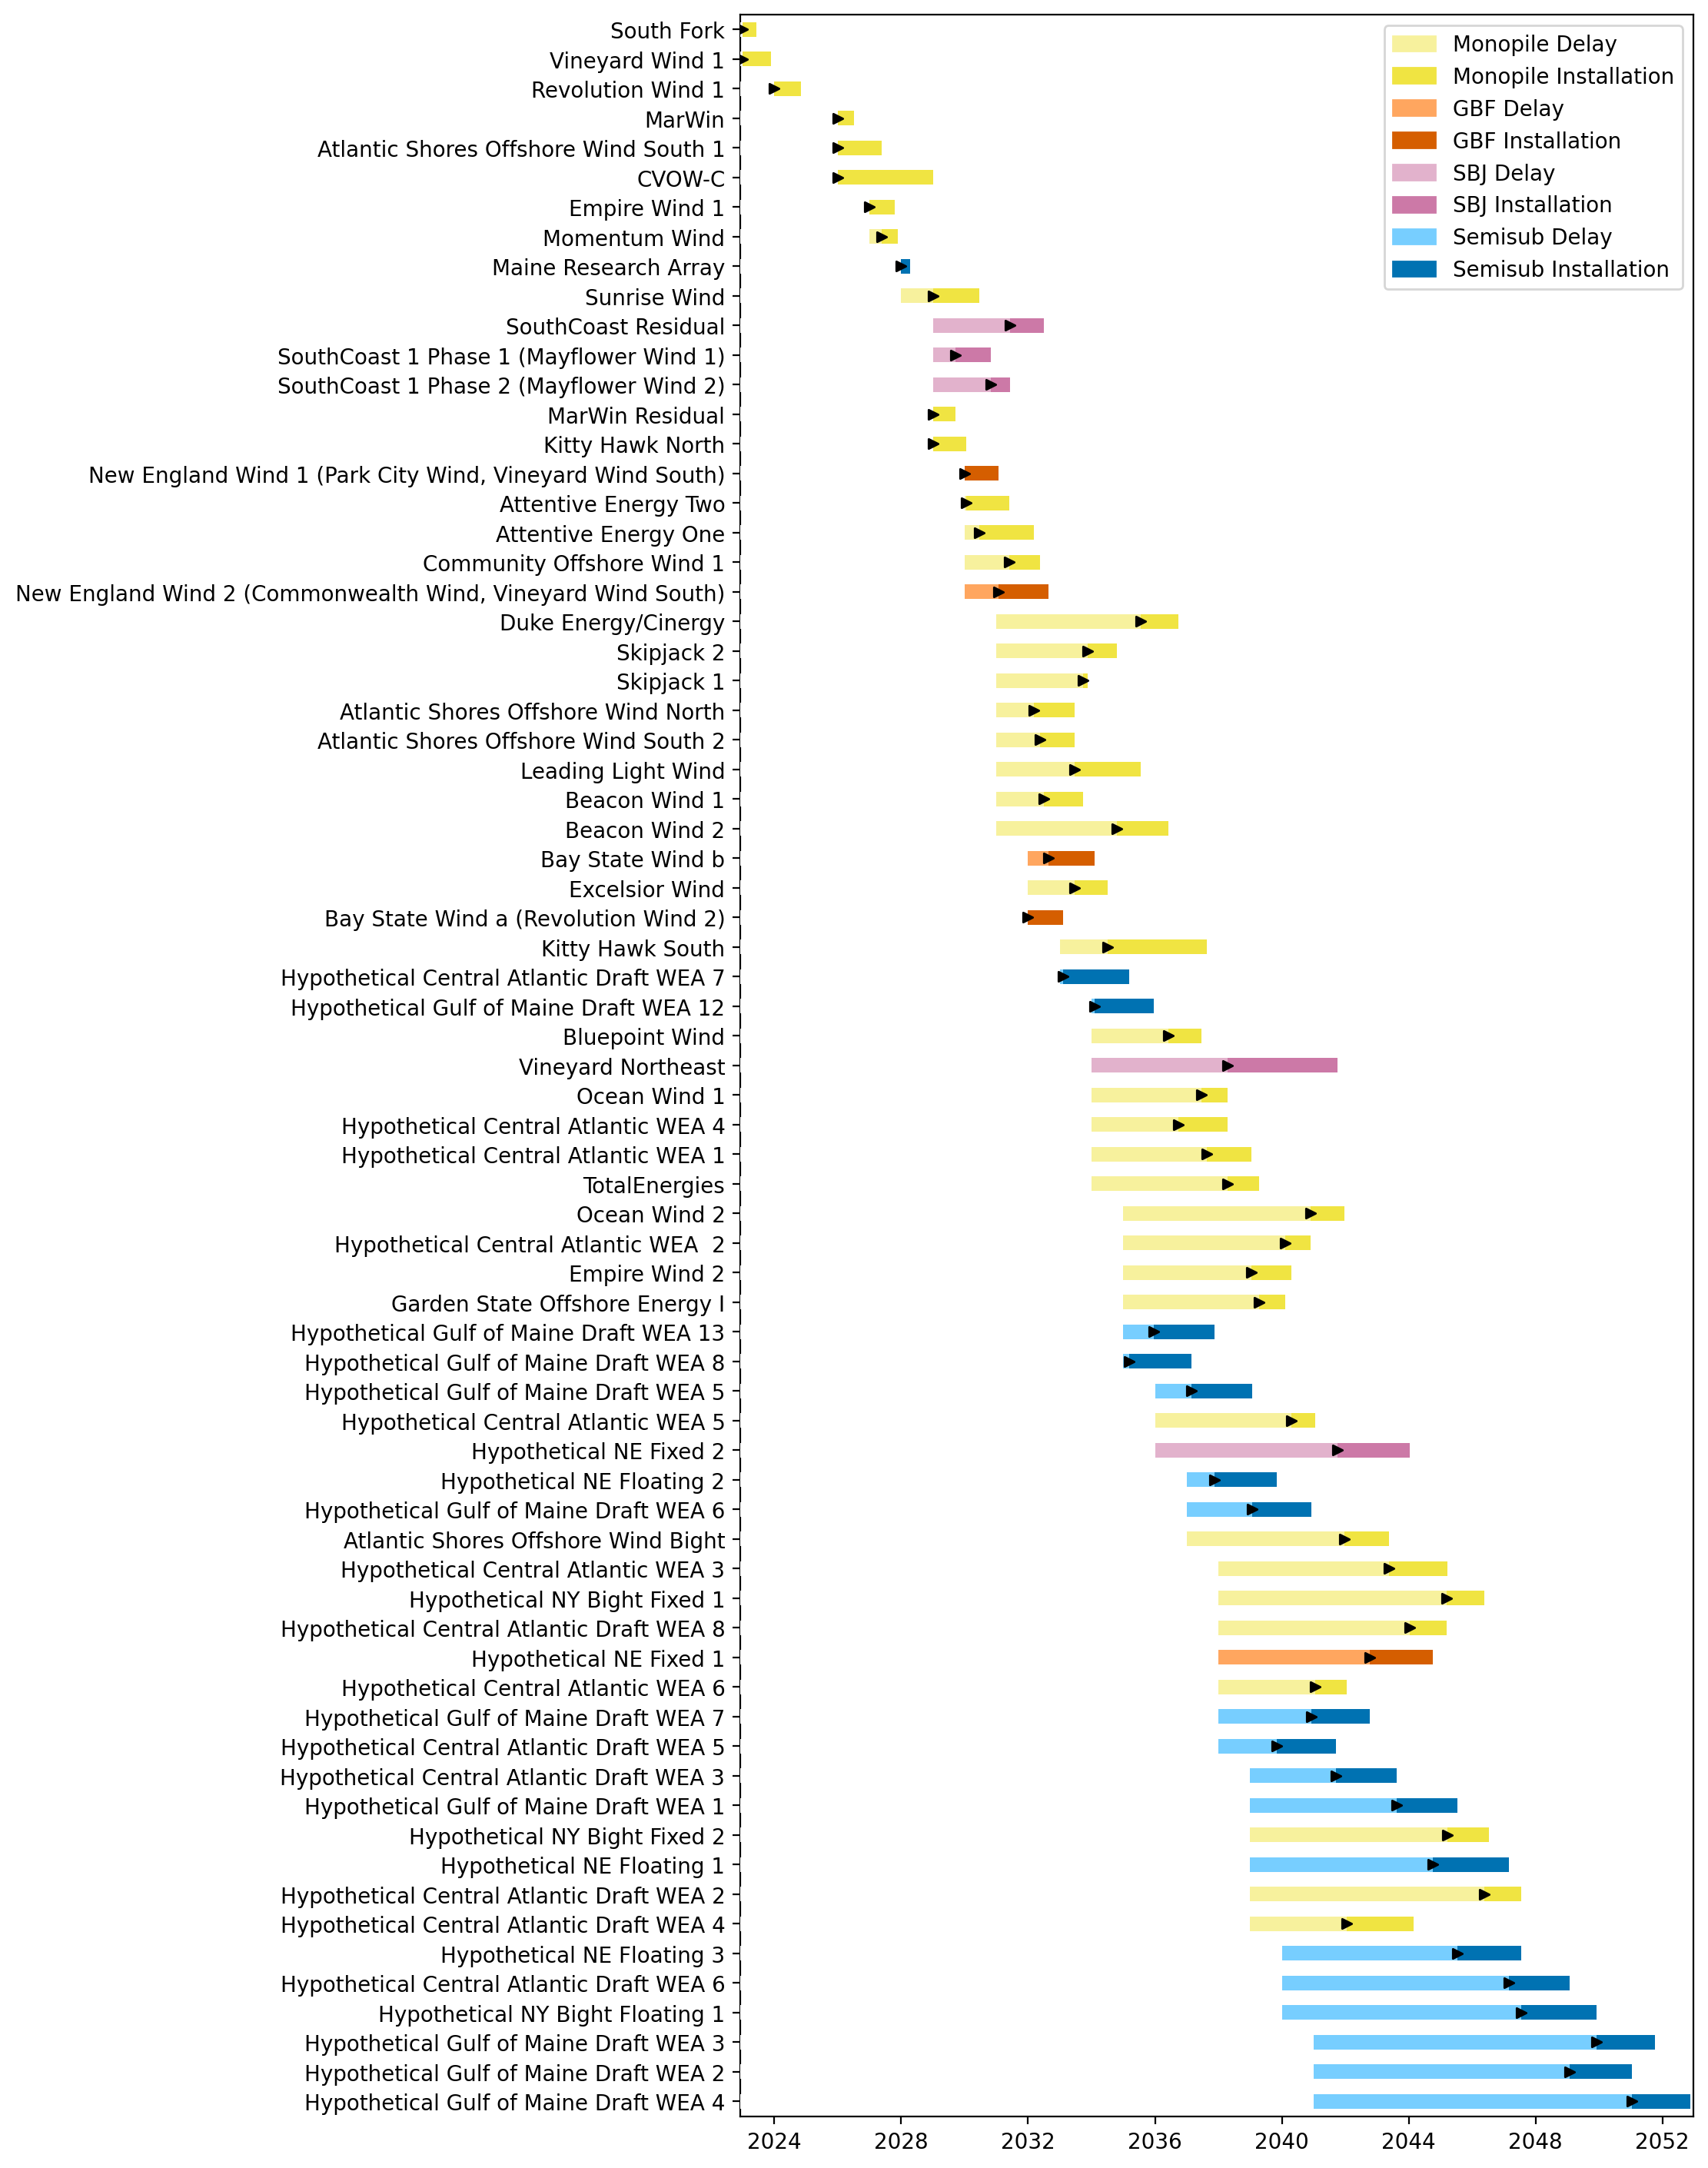 South Fork
Vineyard Wind 1
Revolution Wind 1
MarWin
Atlantic Shores Offshore Wind South 1
CVOW-C
Empire Wind 1
Momentum Wind
Maine Research Array
Sunrise Wind
SouthCoast Residual
SouthCoast 1 Phase 1 (Mayflower Wind 1)
SouthCoast 1 Phase 2 (Mayflower Wind 2)
MarWin Residual
Kitty Hawk North
New England Wind 1 (Park City Wind, Vineyard Wind South)
Attentive Energy Two
Attentive Energy One
Community Offshore Wind 1
New England Wind 2 (Commonwealth Wind, Vineyard Wind South)
Duke Energy/Cinergy
Skipjack 2
Skipjack 1
Atlantic Shores Offshore Wind North
Atlantic Shores Offshore Wind South 2
Leading Light Wind
Beacon Wind 1
Beacon Wind 2
Bay State Wind b
Excelsior Wind
Bay State Wind a (Revolution Wind 2)
Kitty Hawk South
Hypothetical Central Atlantic Draft WEA 7
Hypothetical Gulf of Maine Draft WEA 12
Bluepoint Wind
Vineyard Northeast
Ocean Wind 1
Hypothetical Central Atlantic WEA 4
Hypothetical Central Atlantic WEA 1
TotalEnergies
Ocean Wind 2
Hypothetical Central Atlantic WEA  2
Empire Wind 2
Garden State Offshore Energy I
Hypothetical Gulf of Maine Draft WEA 13
Hypothetical Gulf of Maine Draft WEA 8
Hypothetical Gulf of Maine Draft WEA 5
Hypothetical Central Atlantic WEA 5
Hypothetical NE Fixed 2
Hypothetical NE Floating 2
Hypothetical Gulf of Maine Draft WEA 6
Atlantic Shores Offshore Wind Bight
Hypothetical Central Atlantic WEA 3
Hypothetical NY Bight Fixed 1
Hypothetical Central Atlantic Draft WEA 8
Hypothetical NE Fixed 1
Hypothetical Central Atlantic WEA 6
Hypothetical Gulf of Maine Draft WEA 7
Hypothetical Central Atlantic Draft WEA 5
Hypothetical Central Atlantic Draft WEA 3
Hypothetical Gulf of Maine Draft WEA 1
Hypothetical NY Bight Fixed 2
Hypothetical NE Floating 1
Hypothetical Central Atlantic Draft WEA 2
Hypothetical Central Atlantic Draft WEA 4
Hypothetical NE Floating 3
Hypothetical Central Atlantic Draft WEA 6
Hypothetical NY Bight Floating 1
Hypothetical Gulf of Maine Draft WEA 3
Hypothetical Gulf of Maine Draft WEA 2
Hypothetical Gulf of Maine Draft WEA 4
Monopile Delay
Monopile Installation
GBF Delay
GBF Installation
SBJ Delay
SBJ Installation
Semisub Delay
Semisub Installation
2024 2028 2032 2036 2040 2044 2048 2052